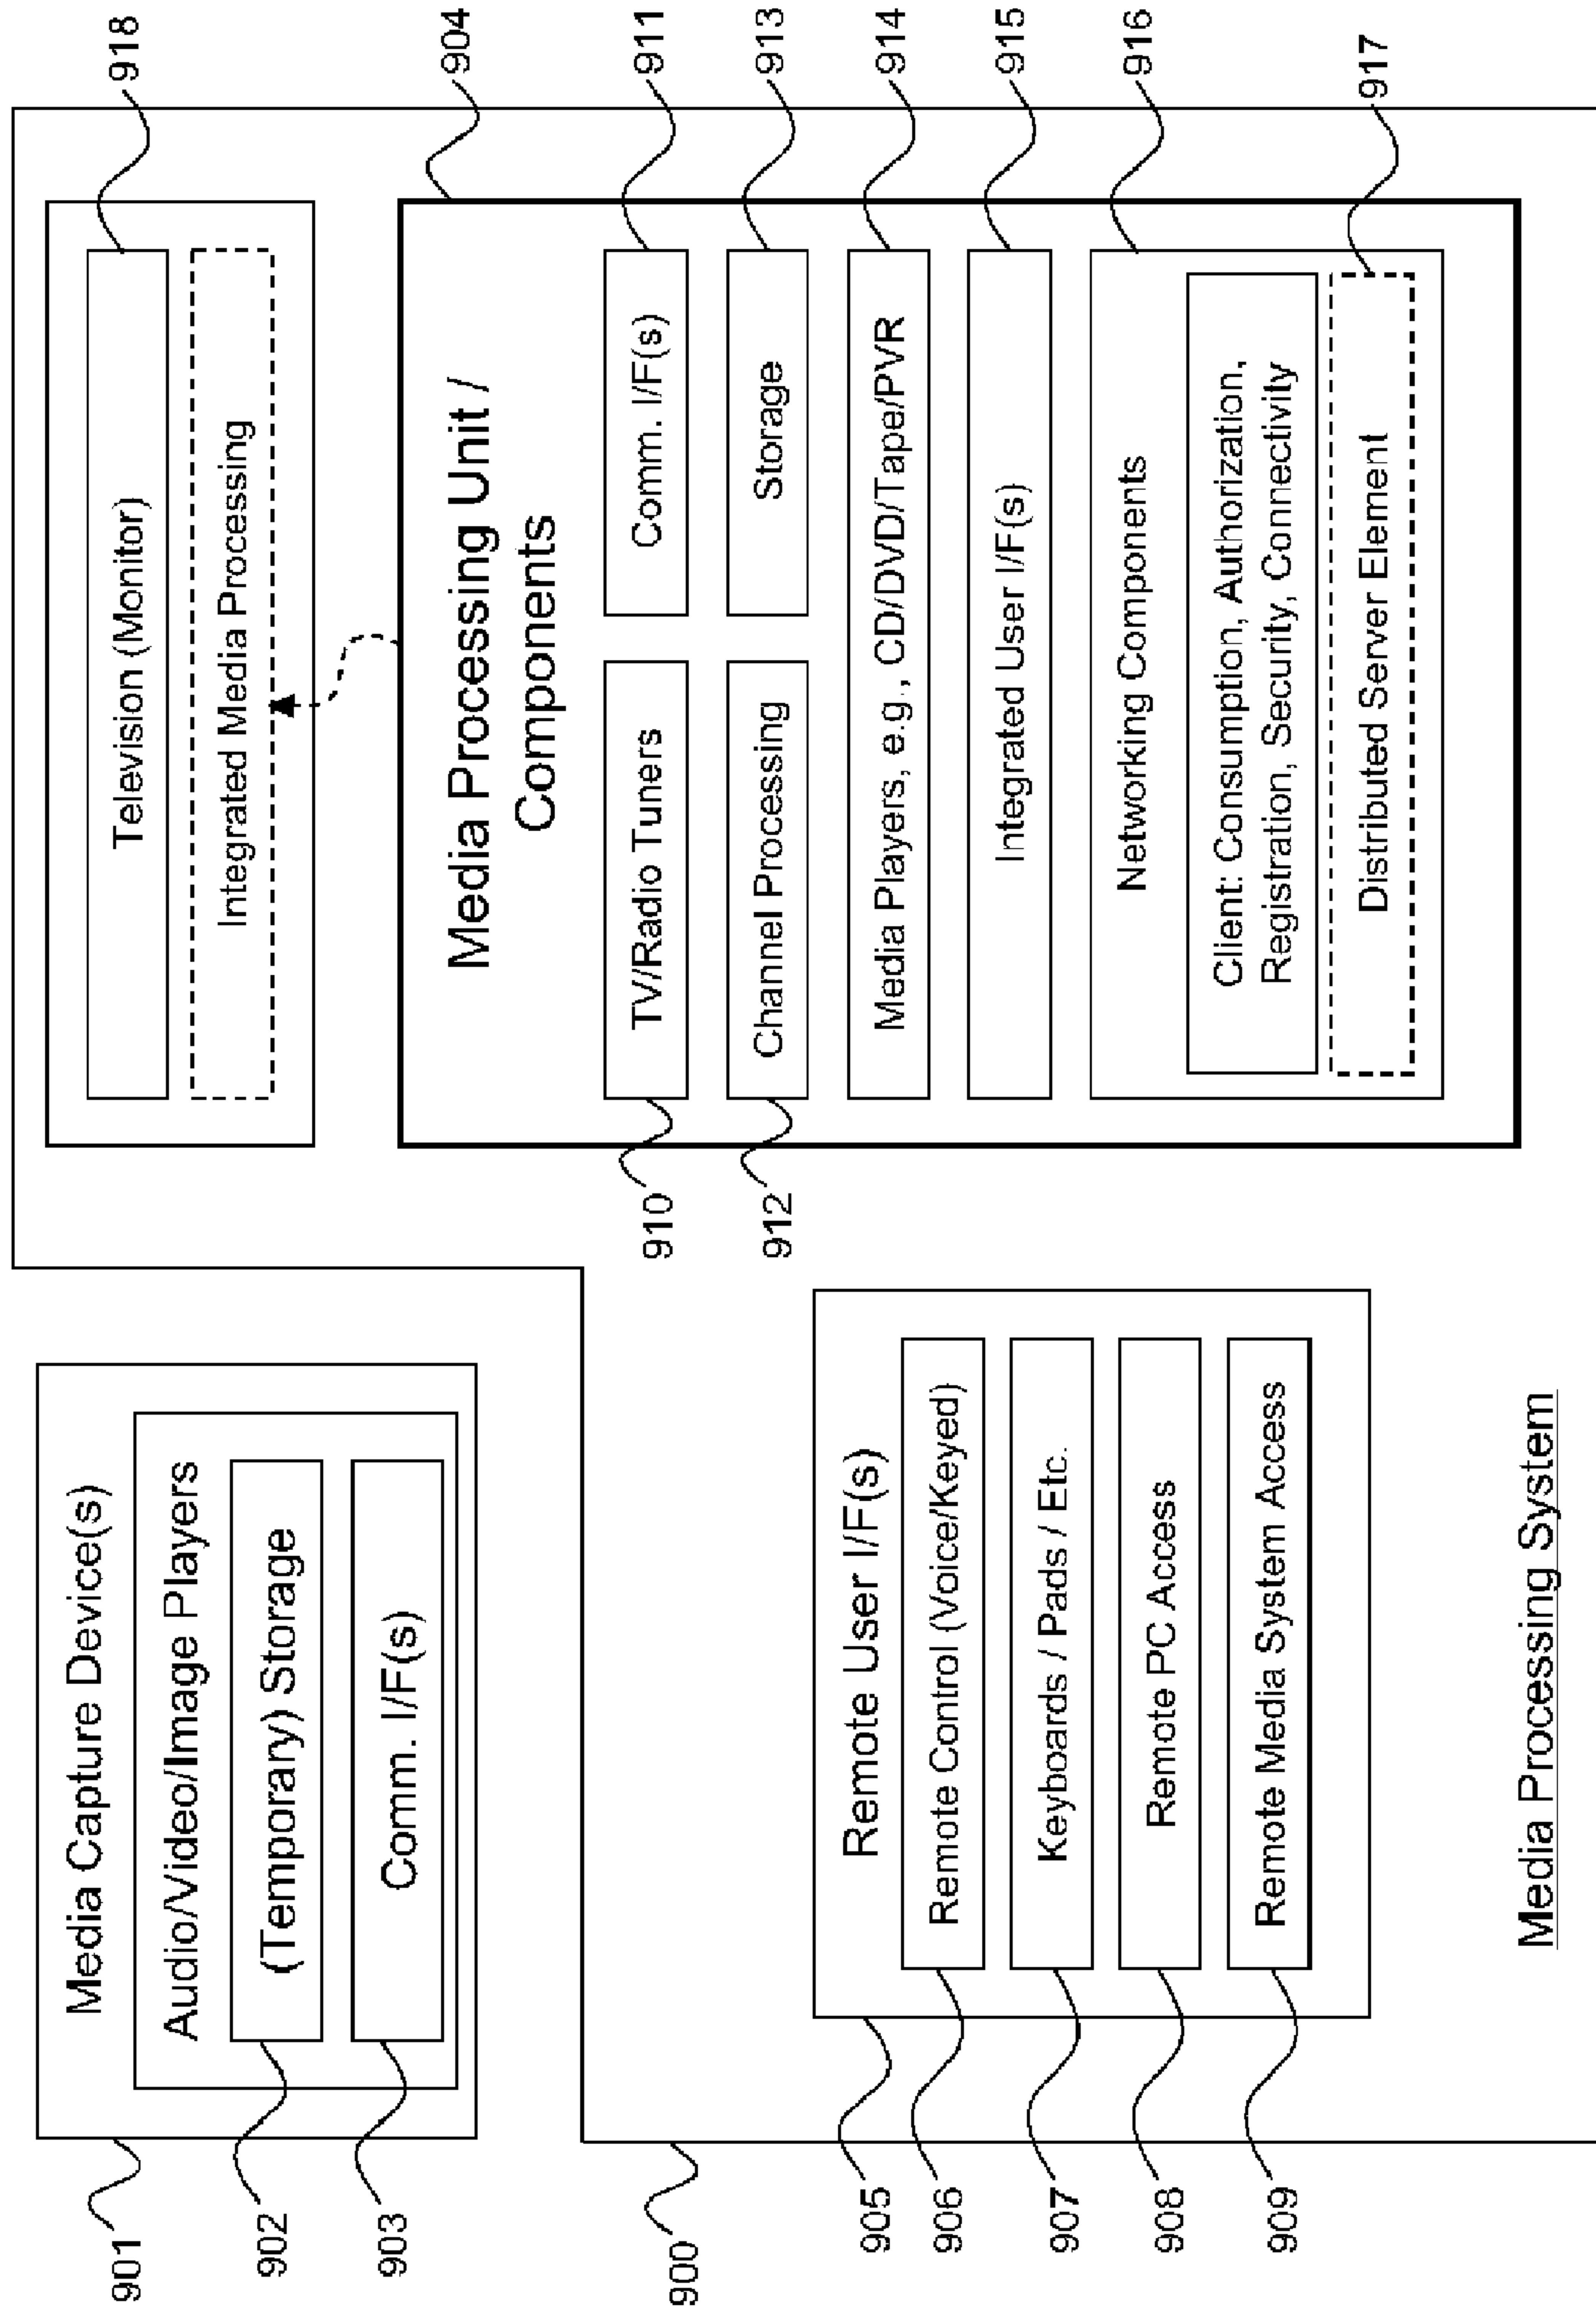 901
Media Capture Device(s)
Audio/Video/Image Players
902
(Temporary) Storage
903
Comm. I/F(s)
900
905
Remote User I/F(s)
906
Remote Control (Voice/Keyed)
907
Keyboards / Pads / Etc.
908
Remote PC Access
909
Remote Media System Access
Media Processing System
918
Television (Monitor)
Integrated Media Processing
904
Media Processing Unit /
Components
910
TV/Radio Tuners
Comm. I/F(s)
911
912
Channel Processing
Storage
913
Media Players, e.g., CD/DVD/Tape/PVR
914
Integrated User I/F(s)
915
Networking Components
916
Client: Consumption, Authorization,
Registration, Security, Connectivity
Distributed Server Element
917